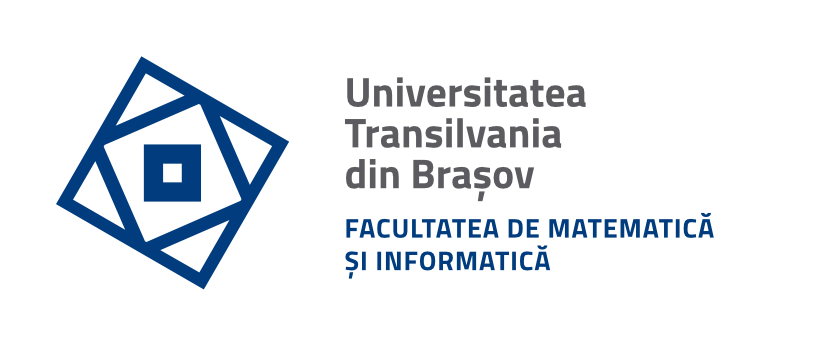 Universitatea
Transilvania
din Brașov
FACULTATEA DE MATEMATICĂ
ȘI INFORMATICĂ